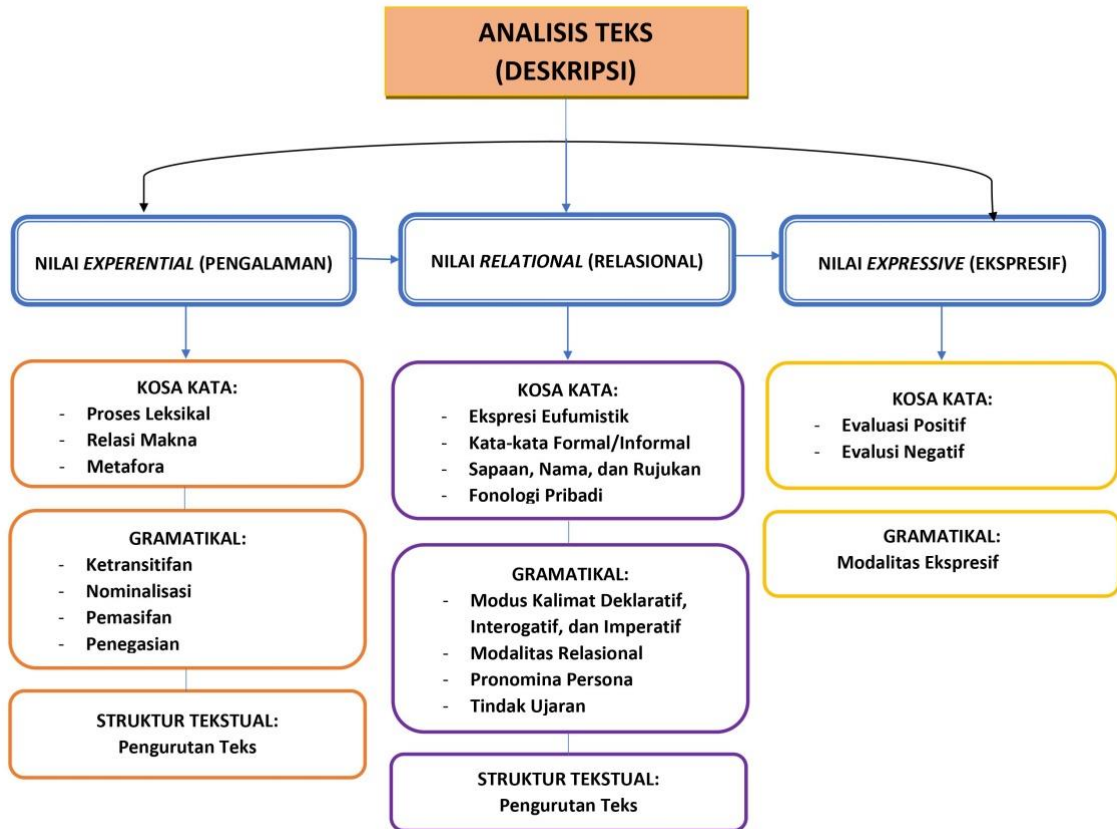 ANALISIS TEKS
(DESKRIPSI)
NILAI EXPERENTIAL (PENGALAMAN)
NILAI RELATIONAL (RELASIONAL)
NILAI EXPRESSIVE (EKSPRESIF)
KOSA KATA:
- Proses Leksikal
- Relasi Makna
- Metafora
GRAMATIKAL:
- Ketransitifan
- Nominalisasi
- Pemasifan
- Penegasian
STRUKTUR TEKSTUAL:
Pengurutan Teks
KOSA KATA:
- Ekspresi Eufumistik
- Kata-kata Formal/Informal
- Sapaan, Nama, dan Rujukan
- Fonologi Pribadi
GRAMATIKAL:
- Modus Kalimat Deklaratif,
Interogatif, dan Imperatif
- Modalitas Relasional
- Pronomina Persona
- Tindak Ujaran
STRUKTUR TEKSTUAL:
Pengurutan Teks
KOSA KATA:
- Evaluasi Positif
- Evalusi Negatif
GRAMATIKAL:
Modalitas Ekspresif